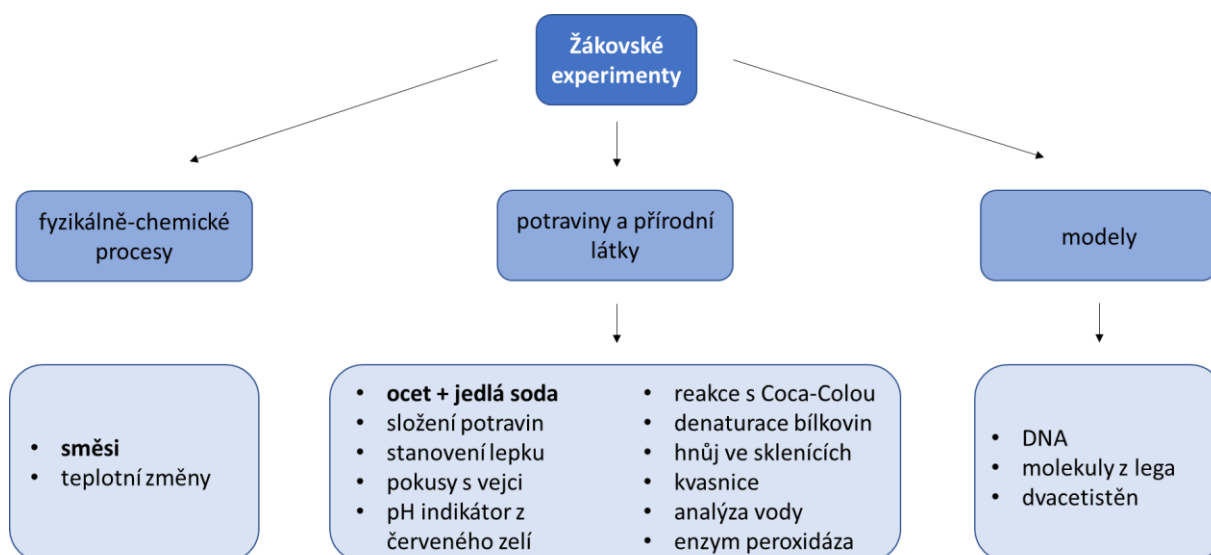 Žákovské
experimenty
fyzikálně-chemické
procesy
potraviny a přírodní
látky
modely
• směsi
• teplotní změny
• ocet + jedlá soda
• složení potravin
• stanovení lepku
• pokusy s vejci
• pH indikátor z
červeného zelí
• reakce s Coca-Colou
• denaturace bílkovin
• hnůj ve sklenících
• kvasnice
• analýza vody
• enzym peroxidáza
• DNA
• molekuly z lega
• dvacetistěn